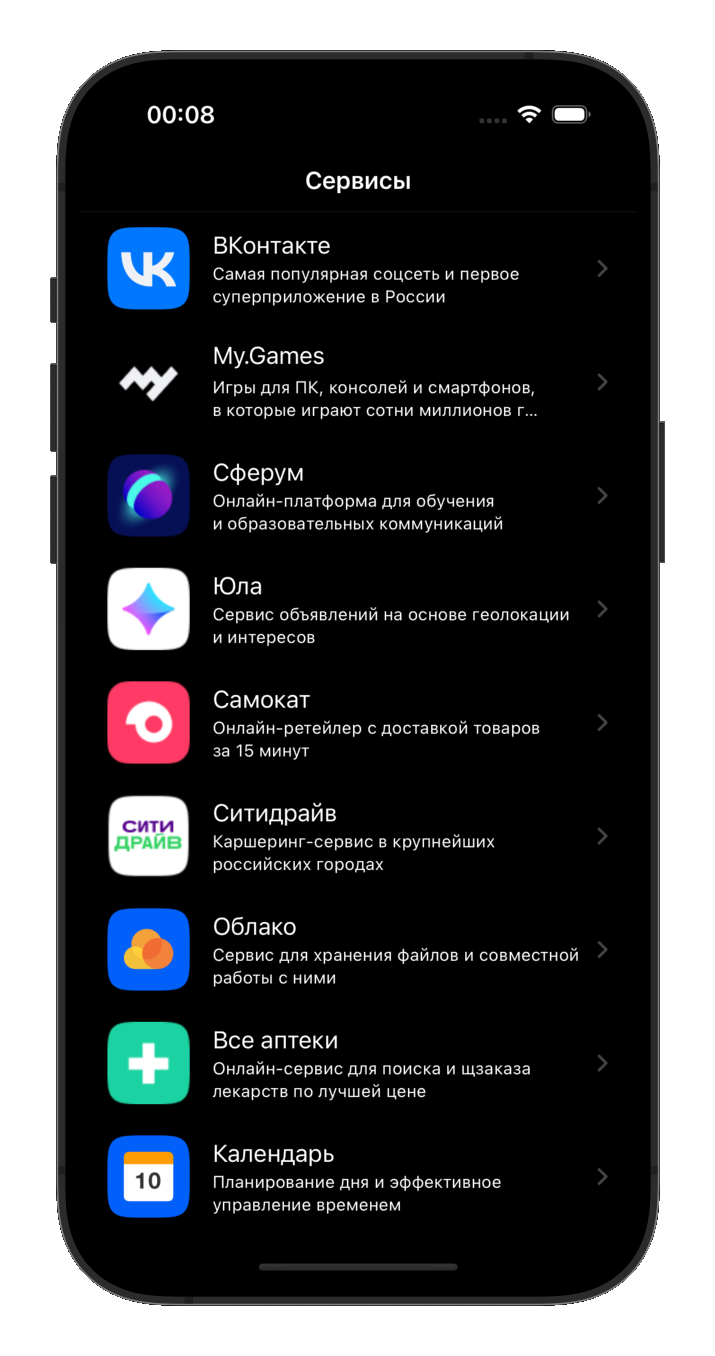 00:08
Сервисы
ВКонтакте
Самая популярная соцсеть и первое
суперприложение в России
My.Games
Игры для ПК, консолей и смартфонов,
в которые играют сотни миллионов г...
Сферум
Онлайн-платформа для обучения
и образовательных коммуникаций
Юла
Сервис объявлений на основе геолокации
и интересов
Самокат
Онлайн-ретейлер с доставкой товаров
за 15 минут
СИТИ
ДРАЙВ
Ситидрайв
Каршеринг-сервис в крупнейших
российских городах
Облако
Сервис для хранения файлов и совместной
работы с ними
Все аптеки
Онлайн-сервис для поиска и щзаказа
лекарств по лучшей цене
10
Календарь
Планирование дня и эффективное
управление временем